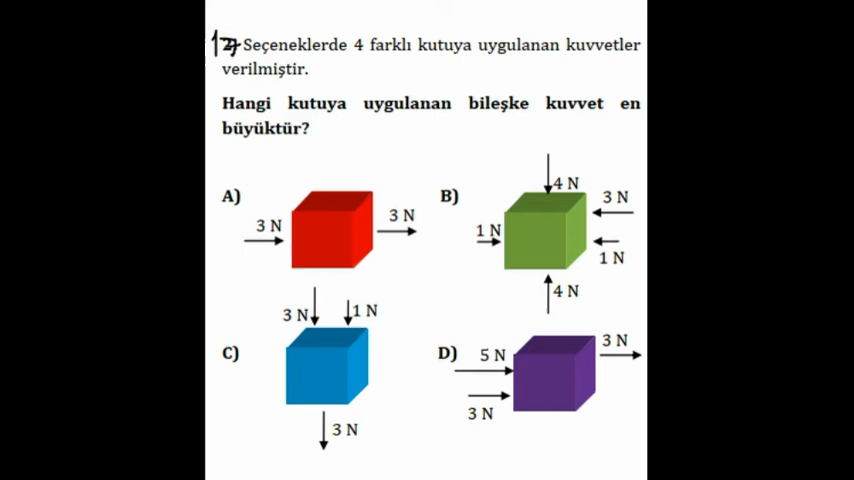 12) Seçeneklerde 4 farklı kutuya uygulanan kuvvetler
verilmiştir.
Hangi kutuya uygulanan bileşke kuvvet en
büyüktür?
A)
3 N
3 N
B)
4 N
3 N
1 N
1 N
4 N
C)
3 N
1 N
3 N
D)
5 N
3 N
3 N